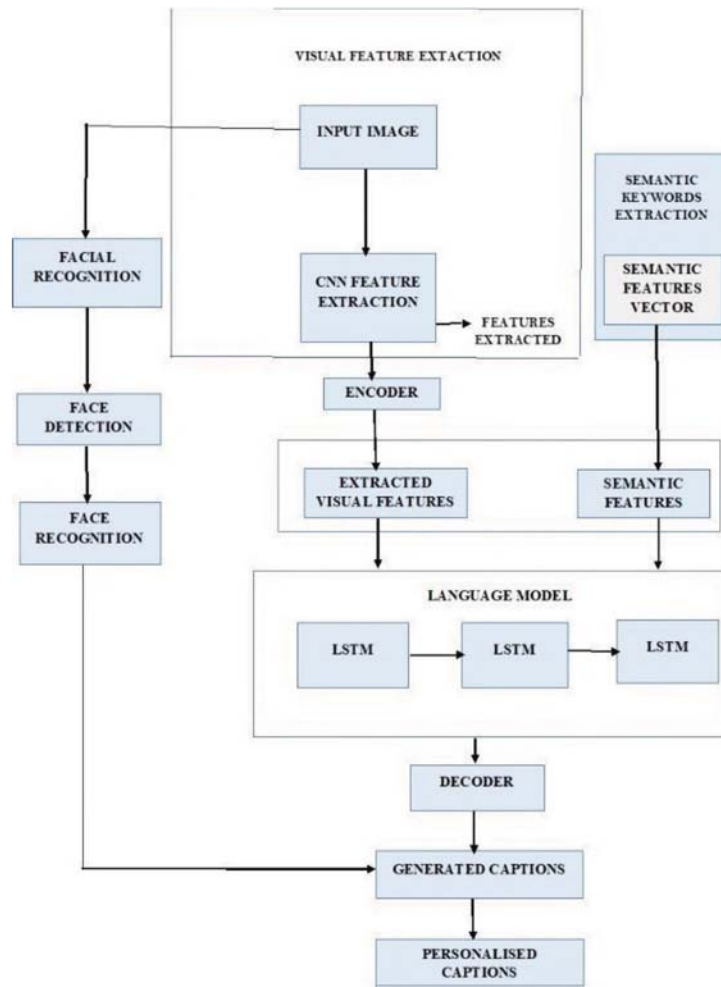 VISUAL FEATURE EXTACTION
INPUT IMAGE
SEMANTIC
KEYWORDS
EXTRACTION
FACIAL
RECOGNITION
CNN FEATURE
EXTRACTION
SEMANTIC
FEATURES
VECTOR
FEATURES
EXTRACTED
ENCODER
FACE
DETECTION
EXTRACTED
VISUAL FEATURES
SEMANTIC
FEATURES
FACE
RECOGNITION
LANGUAGE MODEL
LSTM
LSTM
LSTM
DECODER
GENERATED CAPTIONS
PERSONALISED
CAPTIONS